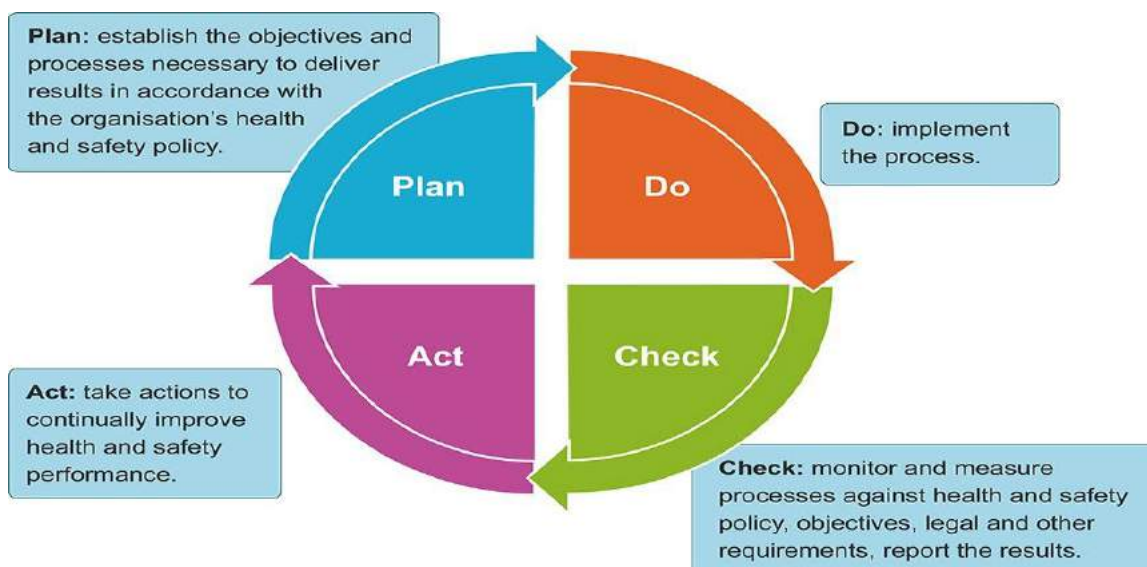 Plan: establish the objectives and
processes necessary to deliver
results in accordance with
the organisation's health
and safety policy.
Plan
Do
Do: implement
the process.
Act
Check
Act: take actions to
continually improve
health and safety
performance.
Check: monitor and measure
processes against health and safety
policy, objectives, legal and other
requirements, report the results.